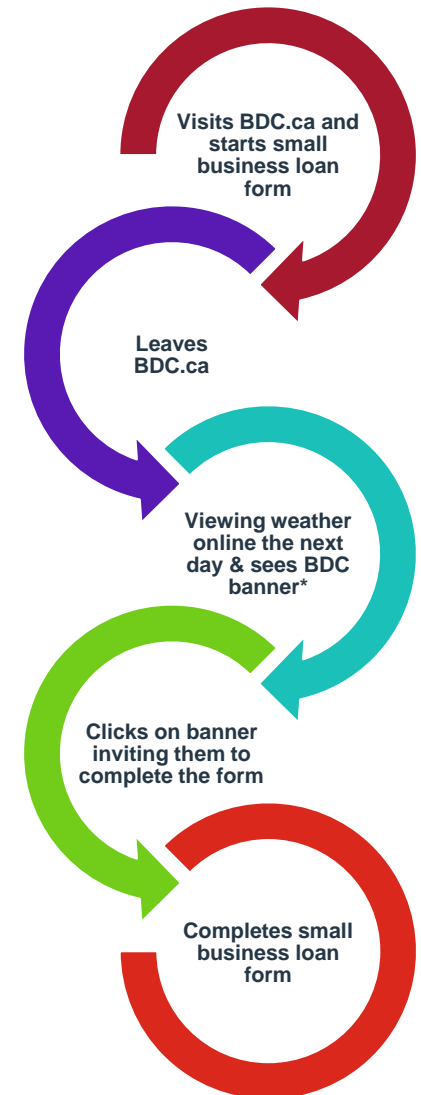 Visits BDC.ca and
starts small
business loan
form
Leaves
BDC.ca
Viewing weather
online the next
day & sees BDC
banner*
Clicks on banner
inviting them to
complete the form
Completes small
business loan
form